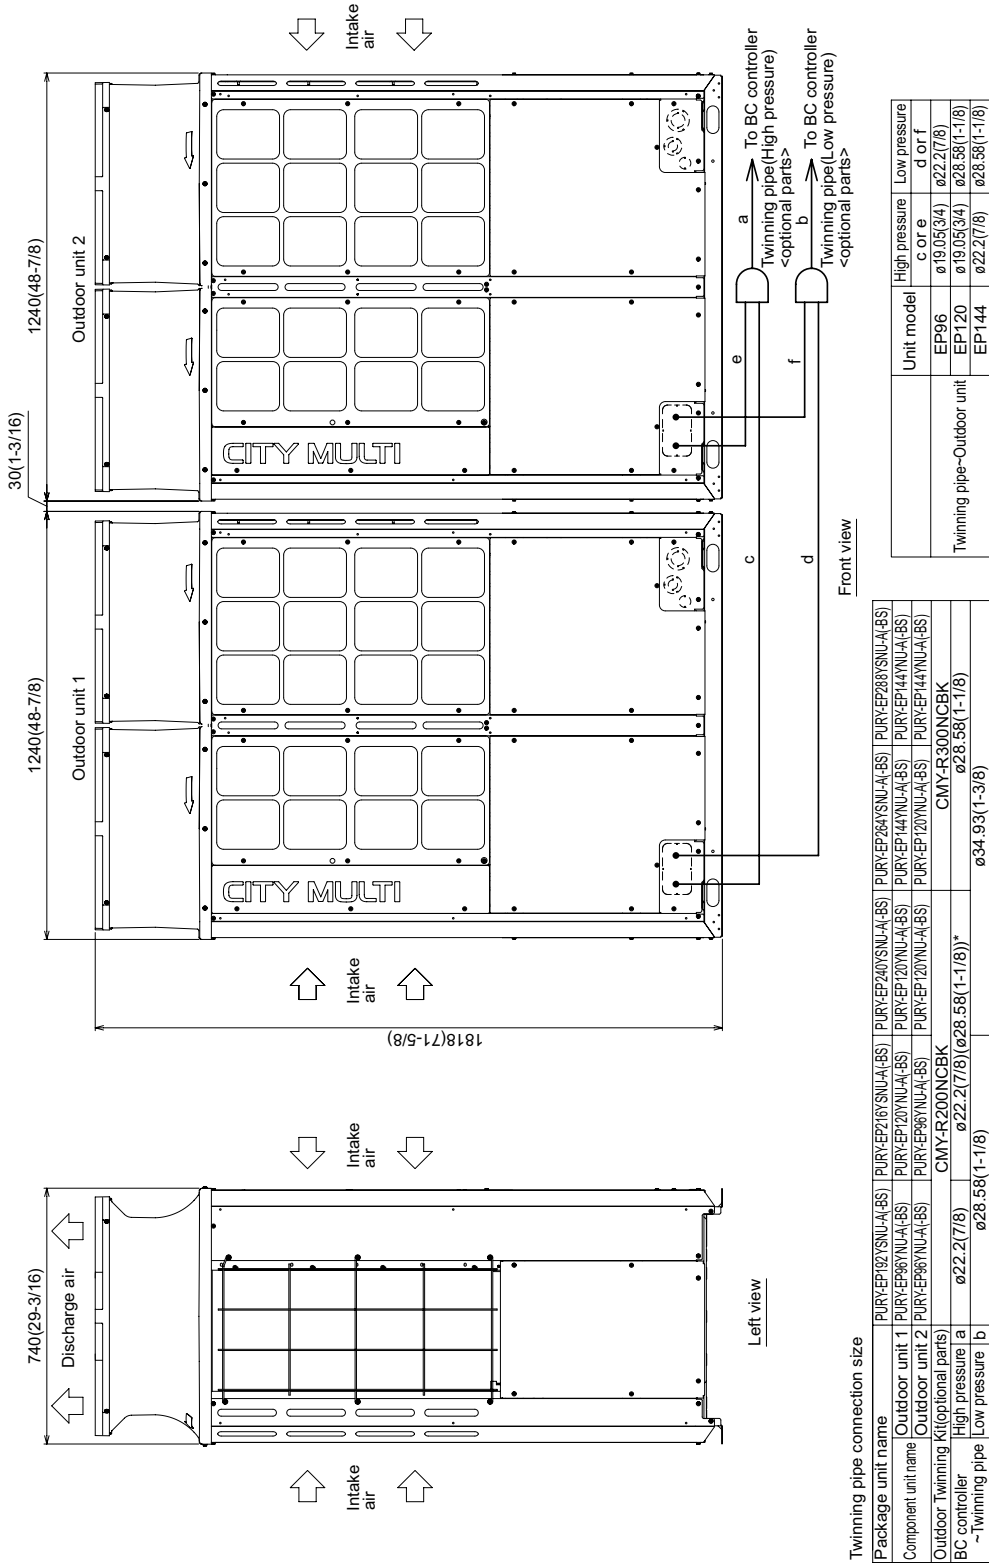 740(29-3/16)
Discharge air
Intake
air
Intake
air
Left view
1818(71-5/8)
1240(48-7/8)
30(1-3/16)
1240(48-7/8)
Outdoor unit 1
Outdoor unit 2
Intake
air
Intake
air
CITY MULTI
CITY MULTI
c
d
e
f
a
To BC controller
Twinning pipe(High pressure)
<optional parts>
b
To BC controller
Twinning pipe(Low pressure)
<optional parts>
Front view
Twinning pipe connection size
Package unit name PURY-EP192YSNU-A(-BS) PURY-EP216YSNU-A(-BS) PURY-EP240YSNU-A(-BS) PURY-EP264YSNU-A(-BS) PURY-EP288YSNU-A(-BS)
Component unit name Outdoor unit 1 PURY-EP96YNU-A(-BS) PURY-EP120YNU-A(-BS) PURY-EP120YNU-A(-BS) PURY-EP144YNU-A(-BS) PURY-EP144YNU-A(-BS)
Outdoor unit 2 PURY-EP96YNU-A(-BS) PURY-EP96YNU-A(-BS) PURY-EP120YNU-A(-BS) PURY-EP120YNU-A(-BS) PURY-EP144YNU-A(-BS)
Outdoor Twinning Kit(optional parts) CMY-R200NCBK CMY-R300NCBK
BC controller High pressure a ø22.2(7/8) ø22.2(7/8)(ø28.58(1-1/8))* ø28.58(1-1/8)
~Twinning pipe Low pressure b ø28.58(1-1/8) ø34.93(1-3/8)
Unit model High pressure Low pressure
c or e d or f
Twinning pipe~Outdoor unit EP96 ø19.05(3/4) ø22.2(7/8)
EP120 ø19.05(3/4) ø28.58(1-1/8)
EP144 ø22.2(7/8) ø28.58(1-1/8)